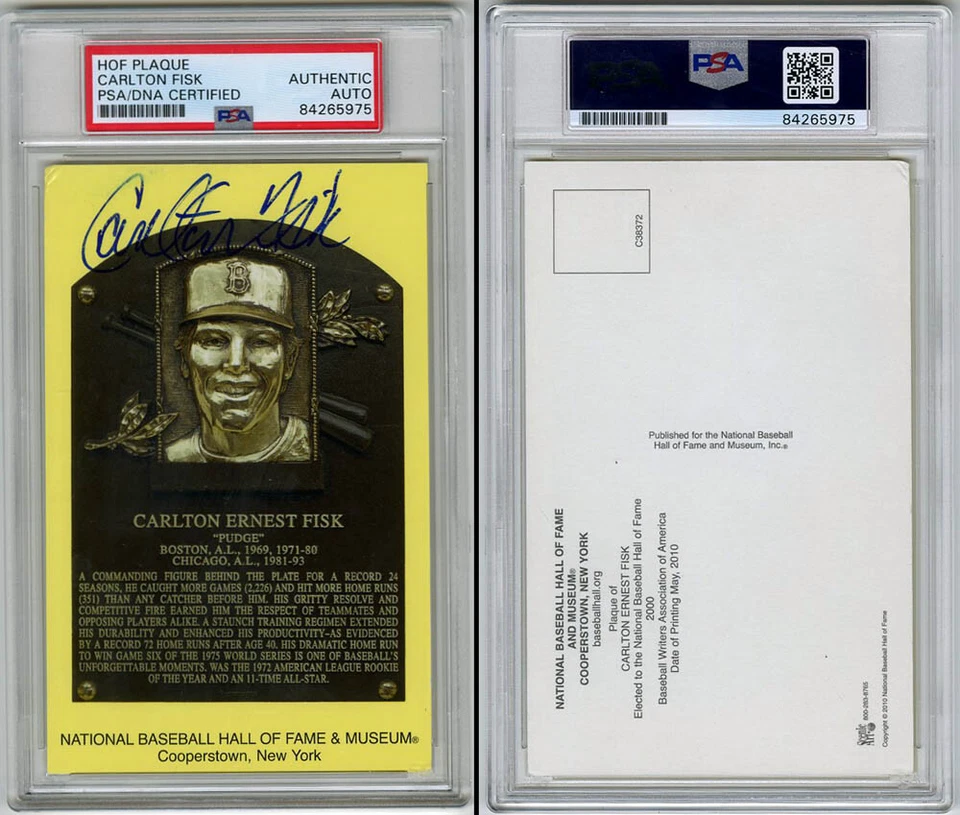 HOF PLAQUE
CARLTON FISK
PSA/DNA CERTIFIED
AUTHENTIC
AUTO
84265975
PSA
Carlton Fisk
B
CARLTON ERNEST FISK
"PUDGE"
BOSTON, A.L., 1969, 1971-80
CHICAGO, A.L., 1981-93
A COMMANDING FIGURE BEHIND THE PLATE FOR A RECORD 24
SEASONS, HE CAUGHT MORE GAMES (2,226) AND HIT MORE HOME RUNS
(351) THAN ANY CATCHER BEFORE HIM. HIS GRITTY RESOLVE AND
COMPETITIVE FIRE EARNED HIM THE RESPECT OF TEAMMATES AND
OPPOSING PLAYERS ALIKE. A STAUNCH TRAINING REGIMEN EXTENDED
HIS DURABILITY AND ENHANCED HIS PRODUCTIVITY–AS EVIDENCED
BY A RECORD 72 HOME RUNS AFTER AGE 40. HIS DRAMATIC HOME RUN
TO WIN GAME SIX OF THE 1975 WORLD SERIES IS ONE OF BASEBALL'S
UNFORGETTABLE MOMENTS. WAS THE 1972 AMERICAN LEAGUE ROOKIE
OF THE YEAR AND AN 11-TIME ALL-STAR.
NATIONAL BASEBALL HALL OF FAME & MUSEUM®
Cooperstown, New York
PSA
84265975
C38372
Published for the National Baseball
Hall of Fame and Museum, Inc.®
NATIONAL BASEBALL HALL OF FAME
AND MUSEUM®
COOPERSTOWN, NEW YORK
baseballhall.org
Plaque of
CARLTON ERNEST FISK
Elected to the National Baseball Hall of Fame
2000
Baseball Writers Association of America
Date of Printing May, 2010
Scenic
Art
800-283-8765
Copyright © 2010 National Baseball Hall of Fame